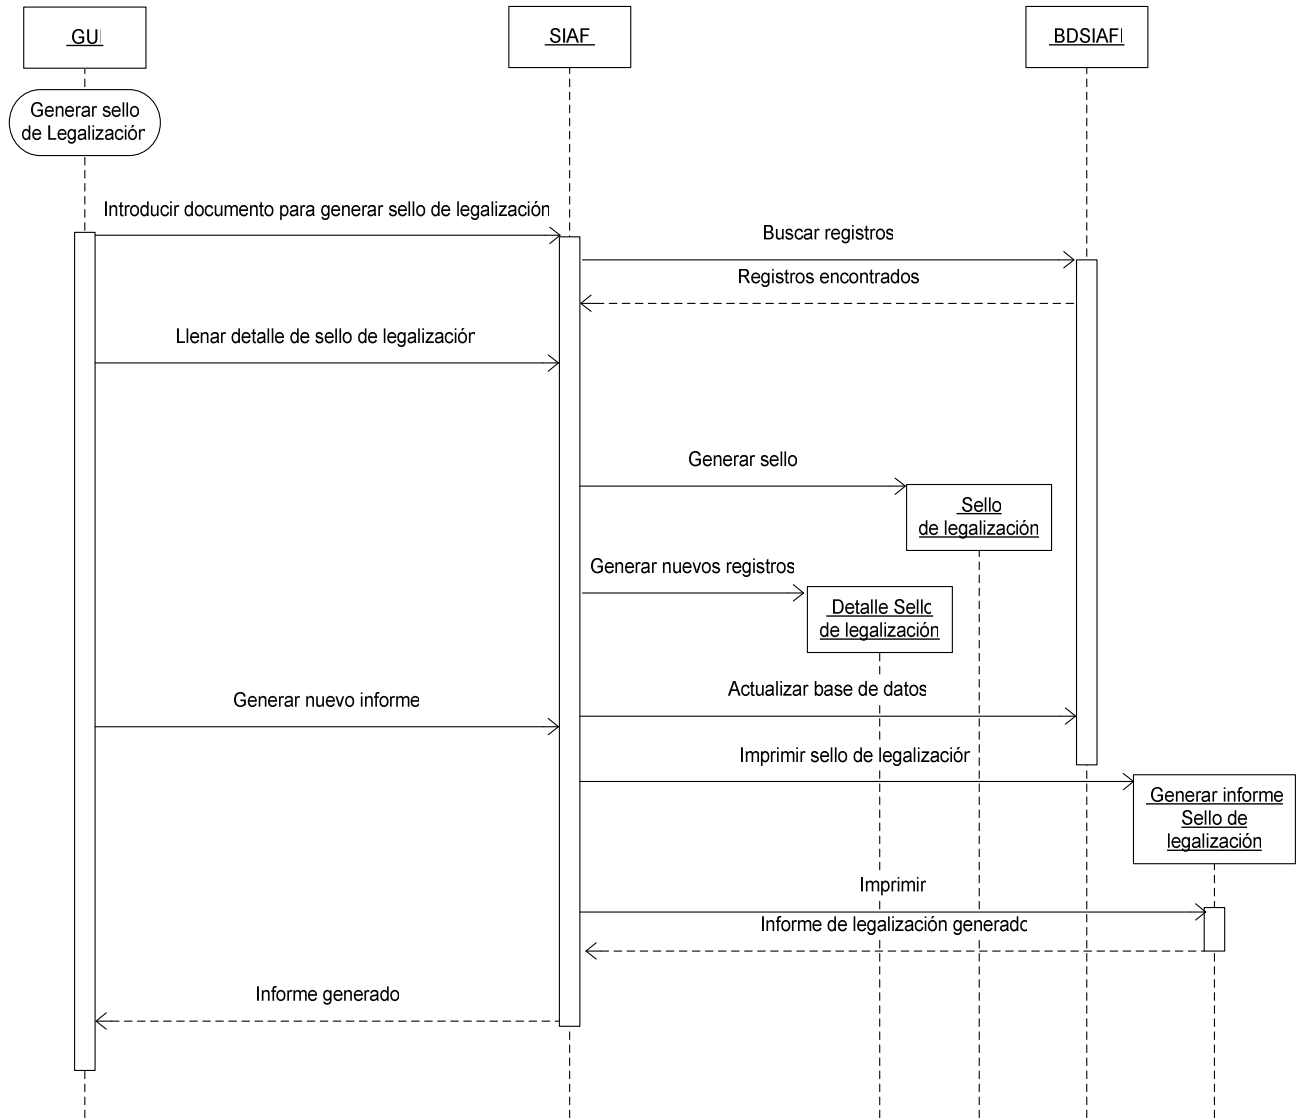 GUI
SIAF
BDSIAFI
Generar sello
de Legalización
Introducir documento para generar sello de legalización
Buscar registros
Registros encontrados
Llenar detalle de sello de legalización
Generar sello
Sello
de legalización
Generar nuevos registros
Detalle Sello
de legalización
Generar nuevo informe
Actualizar base de datos
Imprimir sello de legalización
Generar informe
Sello de
legalización
Imprimir
Informe de legalización generado
Informe generado